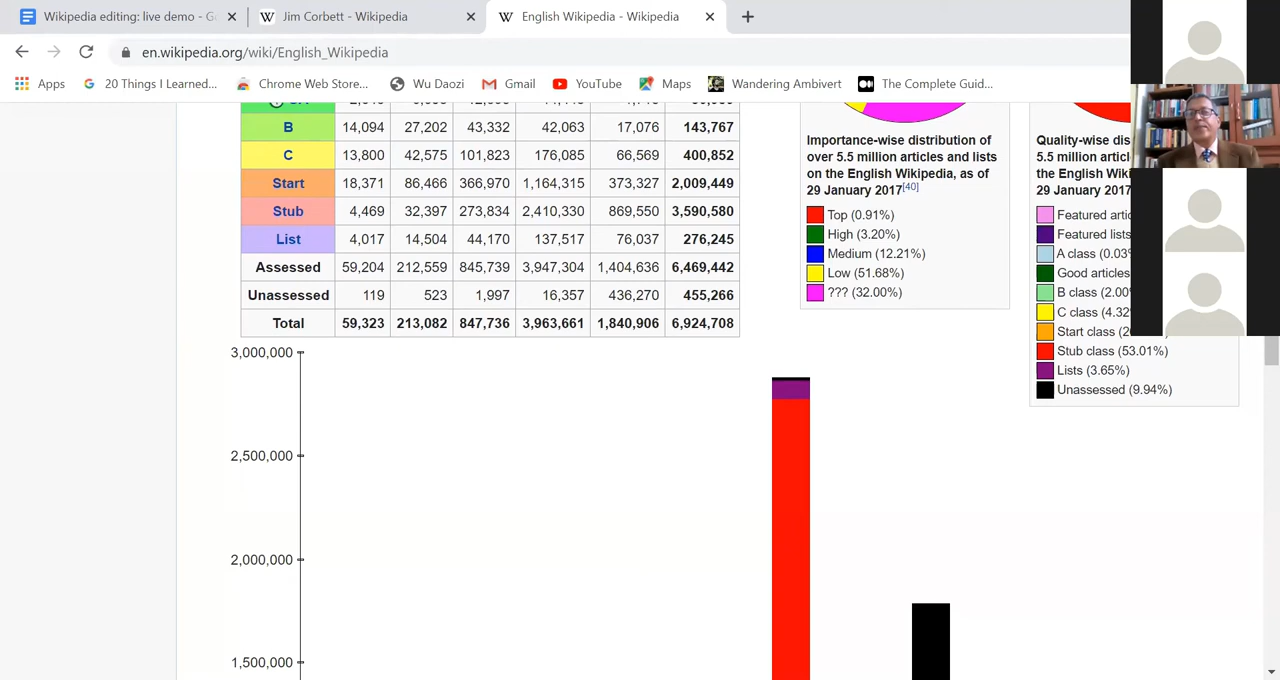 Wikipedia editing: live demo - G
Jim Corbett - Wikipedia
English Wikipedia - Wikipedia
en.wikipedia.org/wiki/English_Wikipedia
Apps
20 Things I Learned...
Chrome Web Store...
Wu Daozi
Gmail
YouTube
Maps
Wandering Ambivert
The Complete Guid...
B 14,094 27,202 43,332 42,063 17,076 143,767
C 13,800 42,575 101,823 176,085 66,569 400,852
Start 18,371 86,466 366,970 1,164,315 373,327 2,009,449
Stub 4,469 32,397 273,834 2,410,330 869,550 3,590,580
List 4,017 14,504 44,170 137,517 76,037 276,245
Assessed 59,204 212,559 845,739 3,947,304 1,404,636 6,469,442
Unassessed 119 523 1,997 16,357 436,270 455,266
Total 59,323 213,082 847,736 3,963,661 1,840,906 6,924,708
Importance-wise distribution of
over 5.5 million articles and lists
on the English Wikipedia, as of
29 January 2017[40]
Top (0.91%)
High (3.20%)
Medium (12.21%)
Low (51.68%)
??? (32.00%)
Quality-wise dis
5.5 million articl
the English Wiki
29 January 2017
Featured artic
Featured lists
A class (0.03%
Good articles
B class (2.00%
C class (4.32
Start class (2
Stub class (53.01%)
Lists (3.65%)
Unassessed (9.94%)
3,000,000
2,500,000
2,000,000
1,500,000